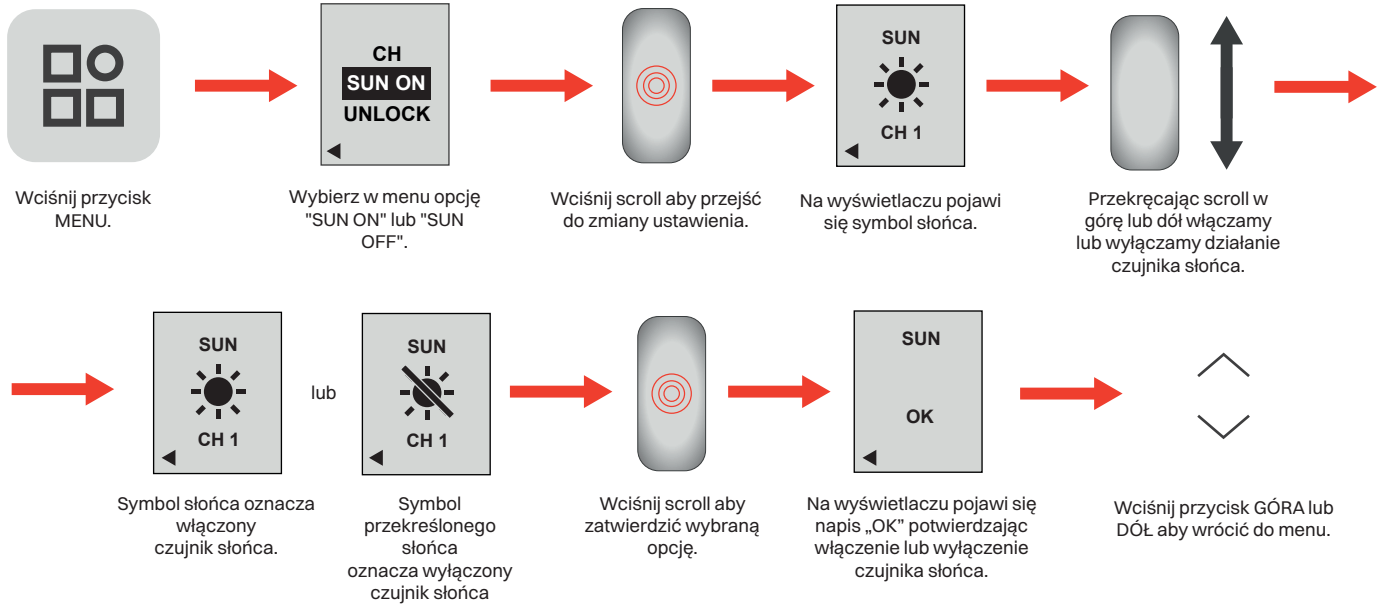 CH
SUN ON
UNLOCK
SUN
CH 1
Wciśnij przycisk
MENU.
Wybierz w menu opcję
"SUN ON" lub "SUN
OFF".
Wciśnij scroll aby przejść
do zmiany ustawienia.
Na wyświetlaczu pojawi
się symbol słońca.
Przekręcając scroll w
górę lub dół włączamy
lub wyłączamy działanie
czujnika słońca.
SUN
CH 1
lub
SUN
CH 1
SUN
OK
Symbol słońca oznacza
włączony
czujnik słońca.
Symbol
przekreślonego
słońca
oznacza wyłączony
czujnik słońca
Wciśnij scroll aby
zatwierdzić wybraną
opcję.
Na wyświetlaczu pojawi się
napis „OK” potwierdzając
włączenie lub wyłączenie
czujnika słońca.
Wciśnij przycisk GÓRA lub
DÓŁ aby wrócić do menu.